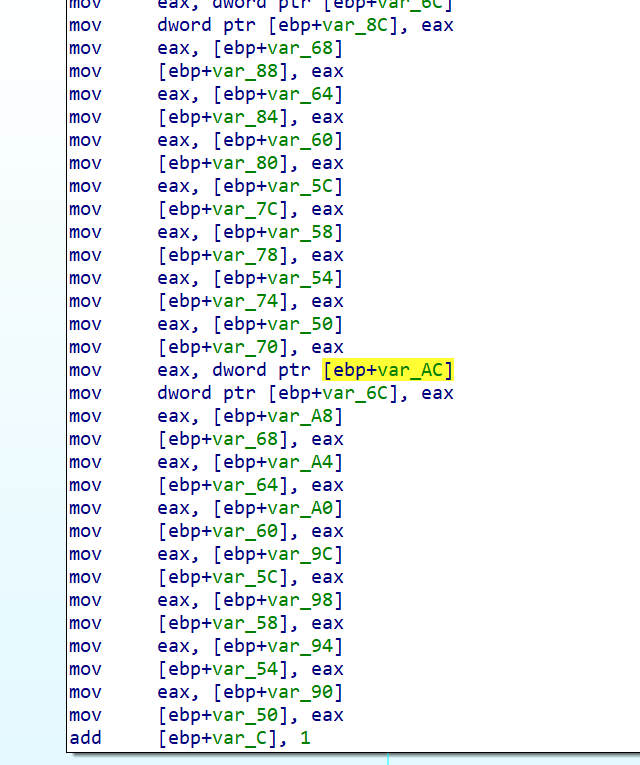 mov eax, dword ptr [ebp+var_6C]
mov dword ptr [ebp+var_8C], eax
mov eax, [ebp+var_68]
mov [ebp+var_88], eax
mov eax, [ebp+var_64]
mov [ebp+var_84], eax
mov eax, [ebp+var_60]
mov [ebp+var_80], eax
mov eax, [ebp+var_5C]
mov [ebp+var_7C], eax
mov eax, [ebp+var_58]
mov [ebp+var_78], eax
mov eax, [ebp+var_54]
mov [ebp+var_74], eax
mov eax, [ebp+var_50]
mov [ebp+var_70], eax
mov eax, dword ptr [ebp+var_AC]
mov dword ptr [ebp+var_6C], eax
mov eax, [ebp+var_A8]
mov [ebp+var_68], eax
mov eax, [ebp+var_A4]
mov [ebp+var_64], eax
mov eax, [ebp+var_A0]
mov [ebp+var_60], eax
mov eax, [ebp+var_9C]
mov [ebp+var_5C], eax
mov eax, [ebp+var_98]
mov [ebp+var_58], eax
mov eax, [ebp+var_94]
mov [ebp+var_54], eax
mov eax, [ebp+var_90]
mov [ebp+var_50], eax
add [ebp+var_C], 1